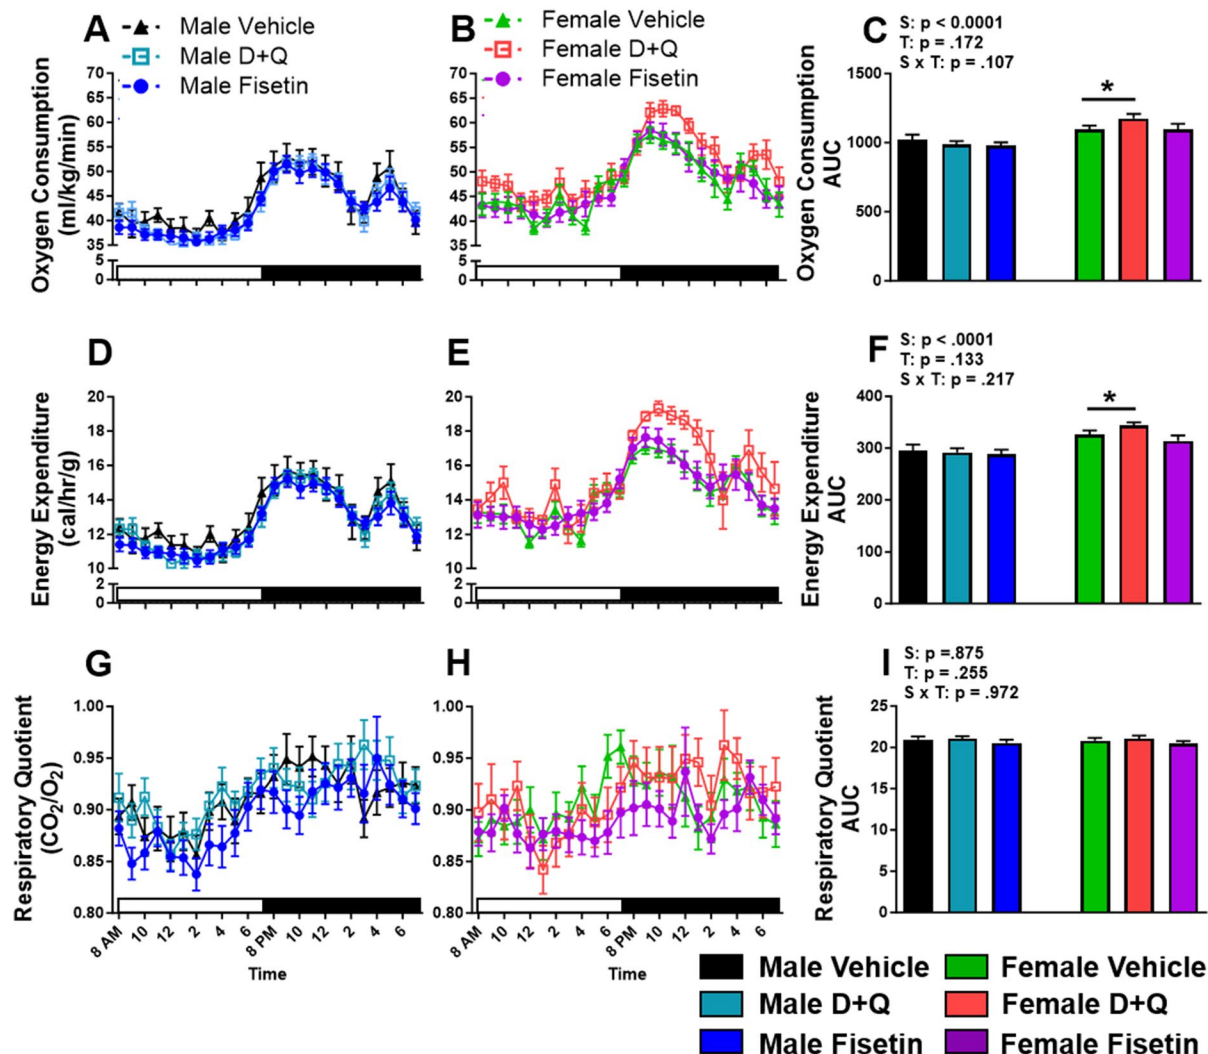 A
Male Vehicle
Male D+Q
Male Fisetin
B
Female Vehicle
Female D+Q
Female Fisetin
C
S: p < 0.0001
T: p = .172
S x T: p = .107
Oxygen Consumption
(ml/kg/min)
70
65
60
55
50
45
40
35
5
0
70
65
60
55
50
45
40
35
5
0
Oxygen Consumption
AUC
1500
1000
500
0
*
D
E
F
S: p < .0001
T: p = .133
S x T: p = .217
Energy Expenditure
(cal/hr/g)
20
18
16
14
12
10
2
0
20
18
16
14
12
10
2
0
Energy Expenditure
AUC
400
300
200
100
0
*
G
H
I
S: p =.875
T: p = .255
S x T: p = .972
Respiratory Quotient
(CO2/O2)
1.00
0.95
0.90
0.85
0.80
8 AM
10
12
2
4
6
8 PM
10
12
2
4
6
Time
1.00
0.95
0.90
0.85
0.80
8 AM
10
12
2
4
6
8 PM
10
12
2
4
6
Time
Respiratory Quotient
AUC
25
20
15
10
5
0
Male Vehicle
Female Vehicle
Male D+Q
Female D+Q
Male Fisetin
Female Fisetin